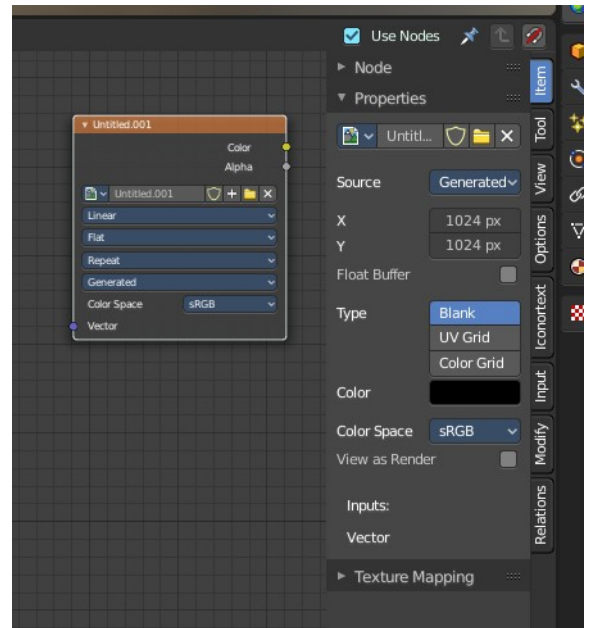 Use Nodes
Node
Properties
Untitl...
Source Generated
X 1024 px
Y 1024 px
Float Buffer
Type Blank
UV Grid
Color Grid
Color
Color Space sRGB
View as Render
Inputs:
Vector
Texture Mapping
Item
Tool
View
Options
Iconortext
Input
Modify
Relations
Untitled.001
Color
Alpha
Untitled.001
Linear
Flat
Repeat
Generated
Color Space sRGB
Vector